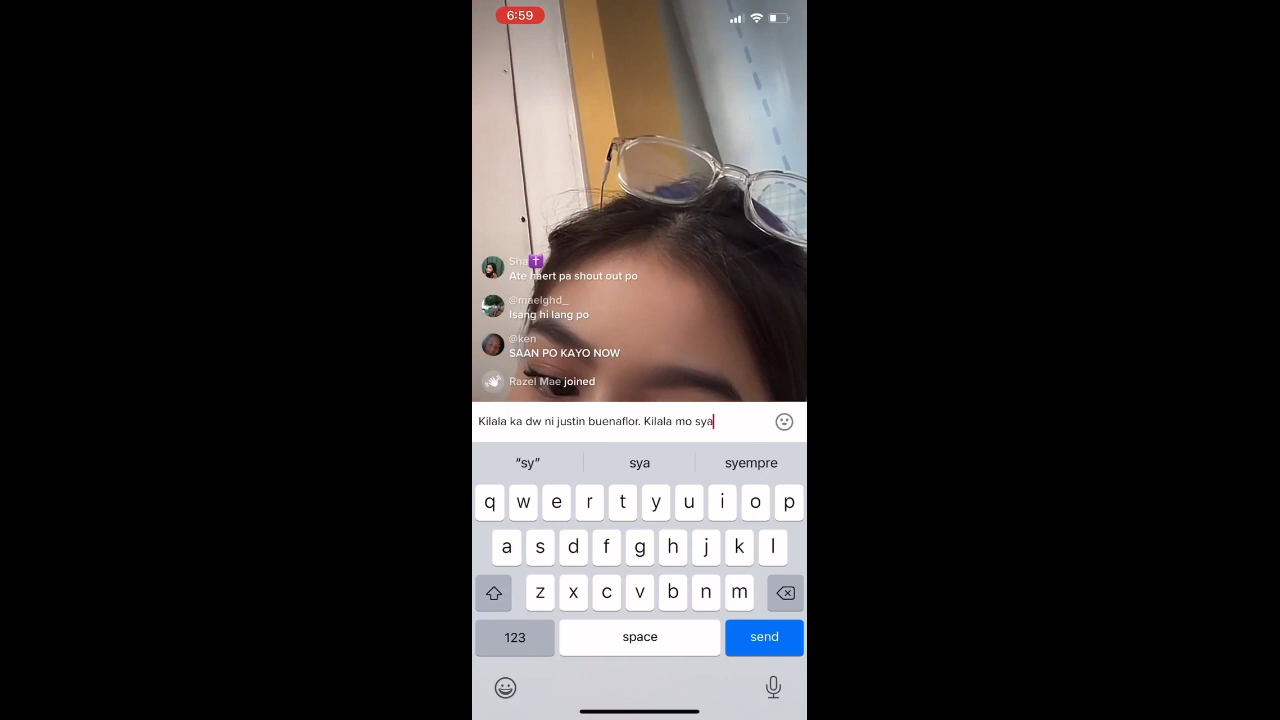 6:59
Sha✝️
Ate haert pa shout out po
@maelghd_
Isang hi lang po
@ken
SAAN PO KAYO NOW
Razel Mae joined
Kilala ka dw ni justin buenaflor. Kilala mo sya
"sy" sya syempre
q w e r t y u i o p
a s d f g h j k l
z x c v b n m
123 space send